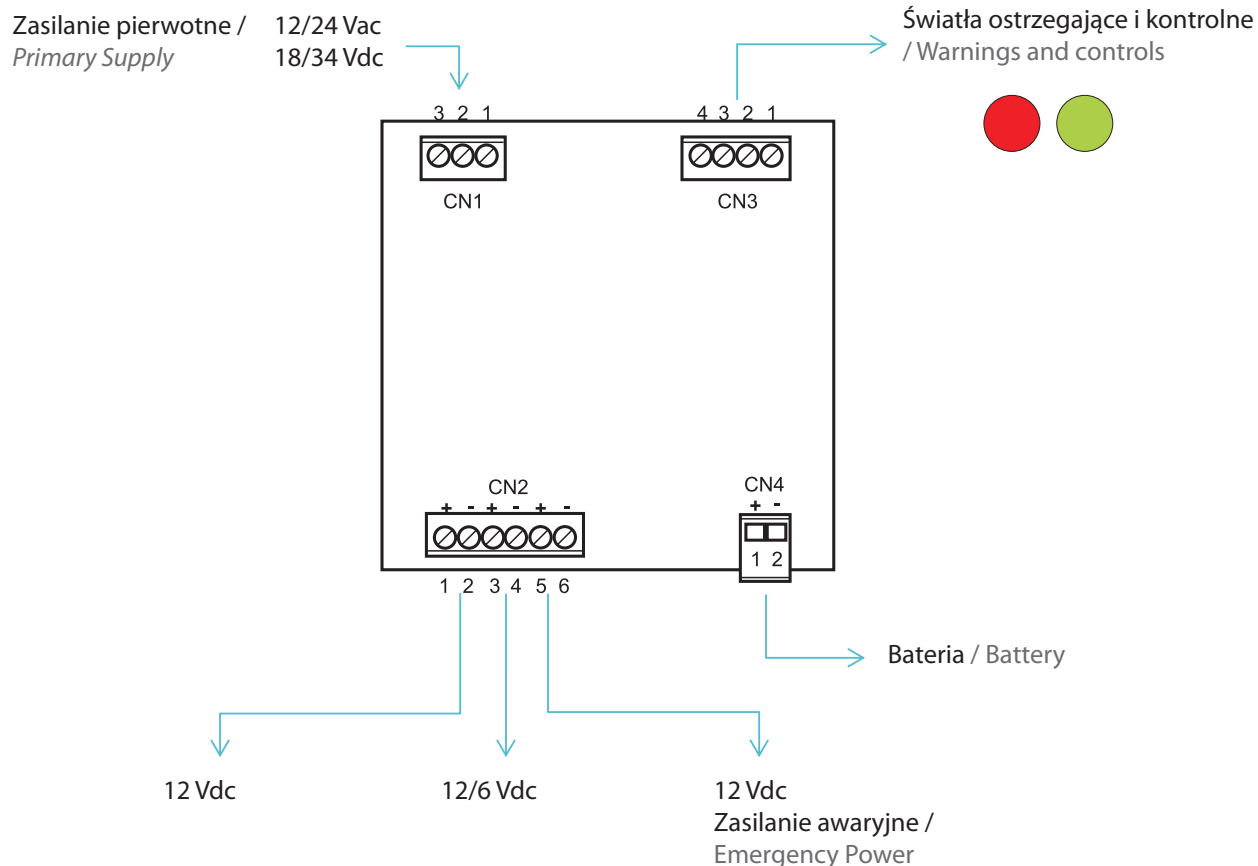 Zasilanie pierwotne / 12/24 Vac
Primary Supply 18/34 Vdc
Światła ostrzegające i kontrolne
/ Warnings and controls
3 2 1
4 3 2 1
CN1
CN3
CN2
+ - + - + -
CN4
+ -
1 2
1 2 3 4 5 6
Bateria / Battery
12 Vdc
12/6 Vdc
12 Vdc
Zasilanie awaryjne /
Emergency Power